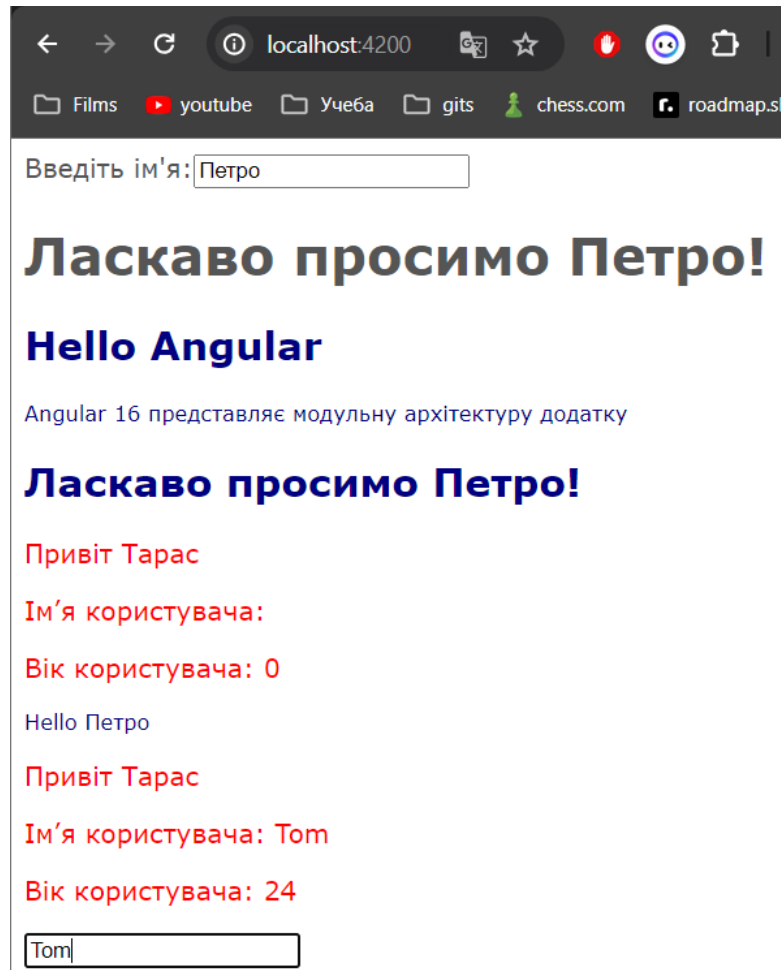 localhost:4200
Films youtube Учеба gits chess.com roadmap.s
Введіть ім'я: Петро
Ласкаво просимо Петро!
Hello Angular
Angular 16 представляє модульну архітектуру додатку
Ласкаво просимо Петро!
Привіт Тарас
Ім′я користувача:
Вік користувача: 0
Hello Петро
Привіт Тарас
Ім′я користувача: Tom
Вік користувача: 24
Tom